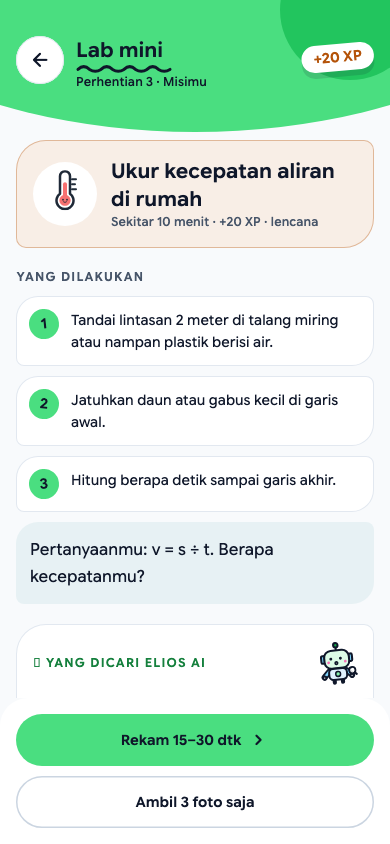 Lab mini
Perhentian 3 · Misimu
+20 XP
Ukur kecepatan aliran
di rumah
Sekitar 10 menit · +20 XP · lencana
YANG DILAKUKAN
1
Tandai lintasan 2 meter di talang miring
atau nampan plastik berisi air.
2
Jatuhkan daun atau gabus kecil di garis
awal.
3
Hitung berapa detik sampai garis akhir.
Pertanyaanmu: v = s ÷ t. Berapa
kecepatanmu?
YANG DICARI ELIOS AI
Rekam 15–30 dtk
Ambil 3 foto saja